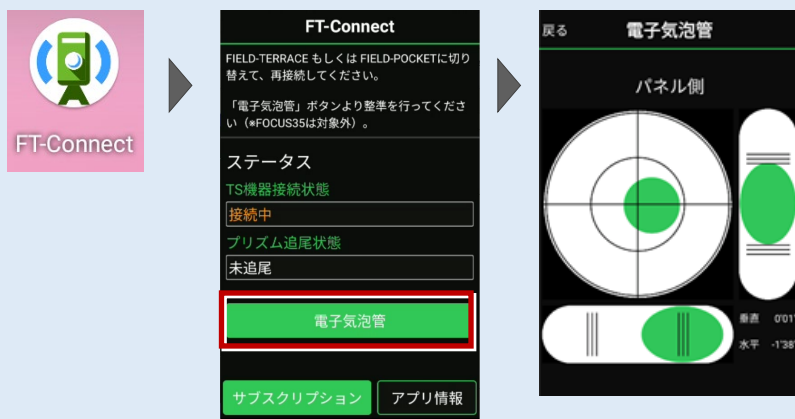 FT-Connect
FT-Connect
FIELD-TERRACE もしくは FIELD-POCKETに切り
替えて、再接続してください。
「電子気泡管」ボタンより整準を行ってくださ
い（※FOCUS35は対象外）。
ステータス
TS機器接続状態
接続中
プリズム追尾状態
未追尾
電子気泡管
サブスクリプション
アプリ情報
戻る
電子気泡管
パネル側
垂直 0'01"
水平 -1'38"